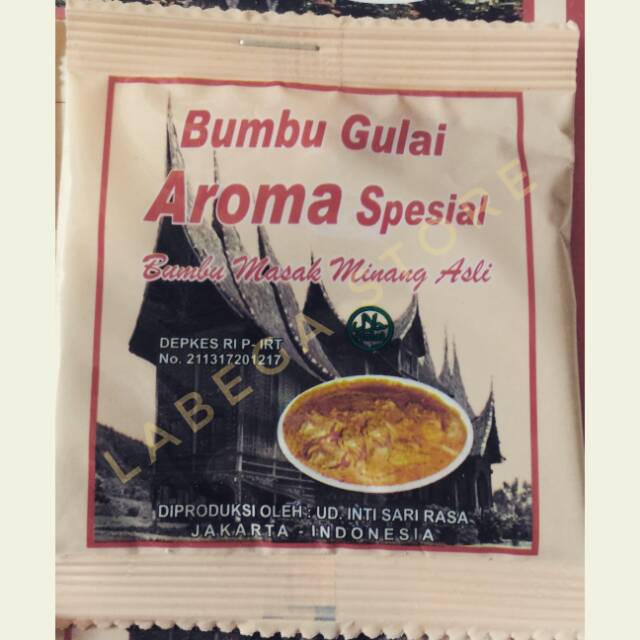 Bumbu Gulai
Aroma Spesial
Bumbu Masak Minang Asli
DEPKES RI P- IRT
No. 211317201217
DIPRODUKSI OLEH : UD. INTI SARI RASA
JAKARTA - INDONESIA
LABEGA STORE